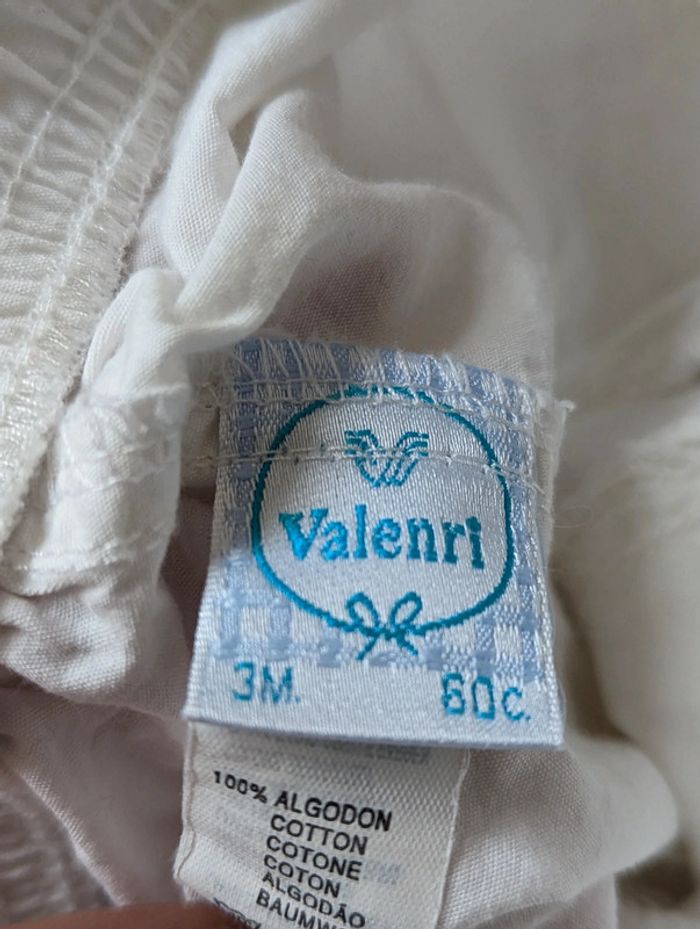 Valenri
3M. 60c.
100% ALGODON
COTTON
COTONE
COTON
ALGODÃO